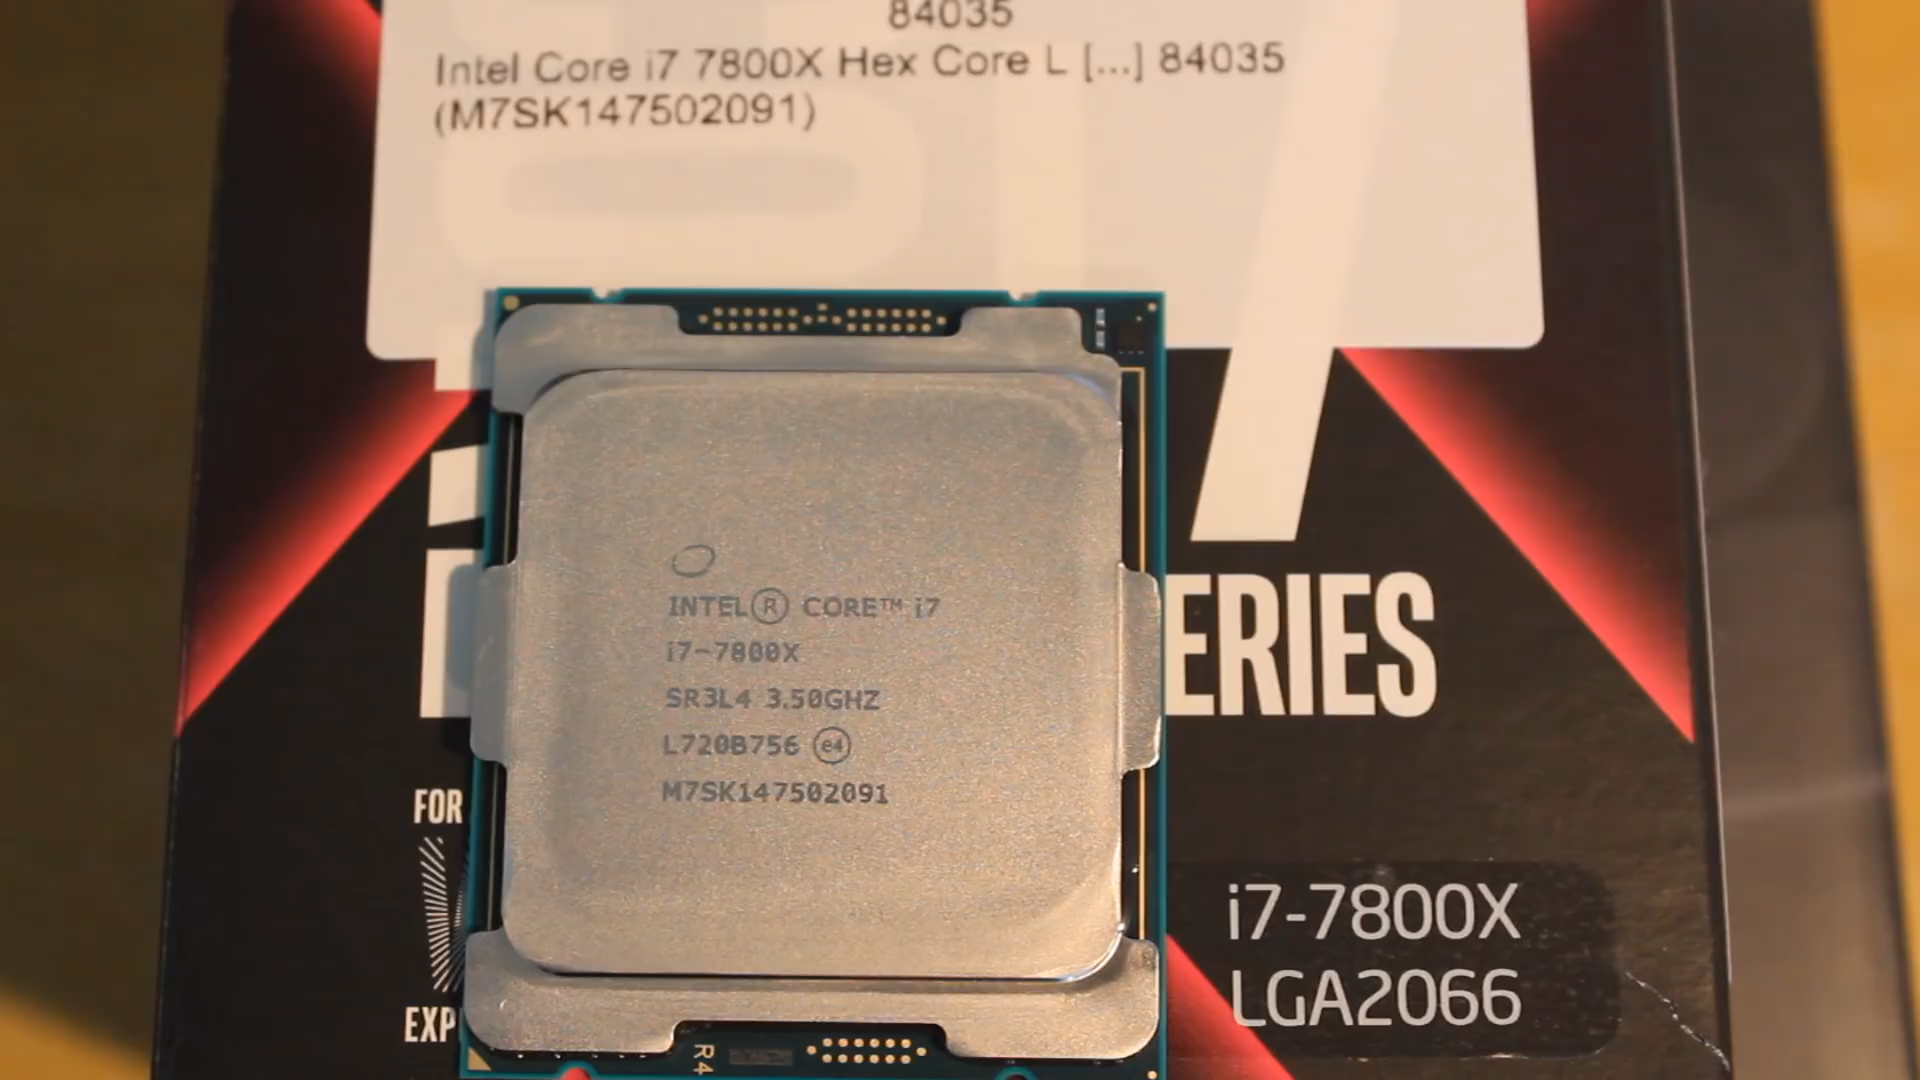 84035
Intel Core i7 7800X Hex Core L [...] 84035
(M7SK147502091)
INTEL® CORE™ i7
i7-7800X
SR3L4 3.50GHZ
L720B756 e4
M7SK147502091
ERIES
FOR
EXP
i7-7800X
LGA2066
R4